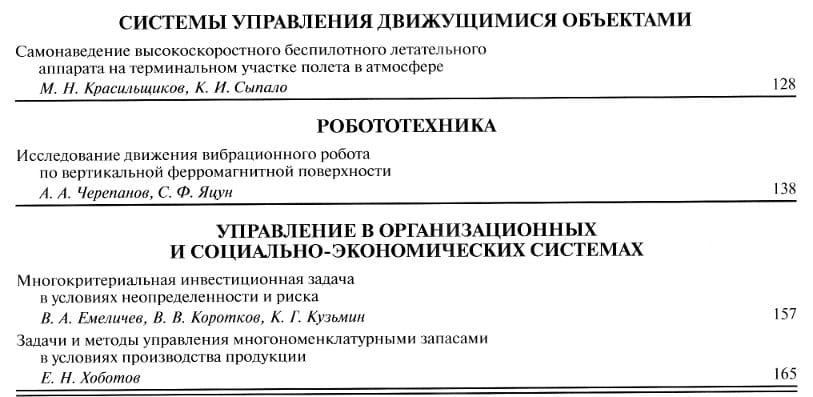 СИСТЕМЫ УПРАВЛЕНИЯ ДВИЖУЩИМИСЯ ОБЪЕКТАМИ
Самонаведение высокоскоростного беспилотного летательного
аппарата на терминальном участке полета в атмосфере
М. Н. Красильщиков, К. И. Сыпало 128
РОБОТОТЕХНИКА
Исследование движения вибрационного робота
по вертикальной ферромагнитной поверхности
А. А. Черепанов, С. Ф. Яцун 138
УПРАВЛЕНИЕ В ОРГАНИЗАЦИОННЫХ
И СОЦИАЛЬНО-ЭКОНОМИЧЕСКИХ СИСТЕМАХ
Многокритериальная инвестиционная задача
в условиях неопределенности и риска
В. А. Емеличев, В. В. Коротков, К. Г. Кузьмин 157
Задачи и методы управления многономенклатурными запасами
в условиях производства продукции
Е. Н. Хоботов 165